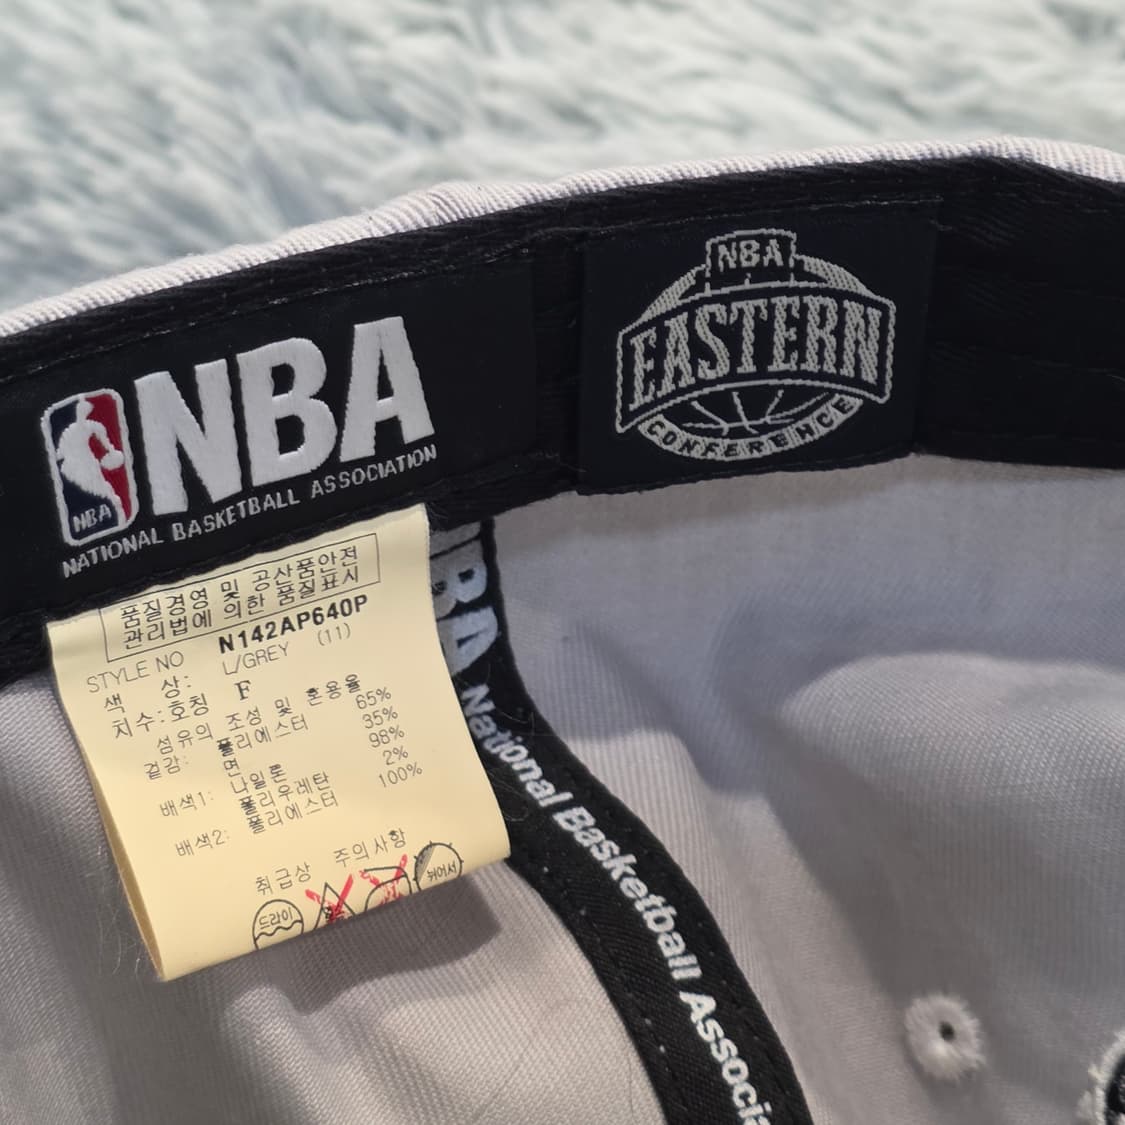 NBA
EASTERN
CONFERENCE
NBA
NBA
NATIONAL BASKETBALL ASSOCIATION
품질경영 및 공산품안전
관리법에 의한 품질표시
STYLE NO N142AP640P
색 상: L/GREY (11)
치수:호칭 F
섬유의 조성 및 혼용율
겉감: 폴리에스터 65%
면 35%
배색1: 나일론 98%
폴리우레탄 2%
배색2: 폴리에스터 100%
취급상 주의사항
드라이
뉘어서
NBA National Basketball Associa